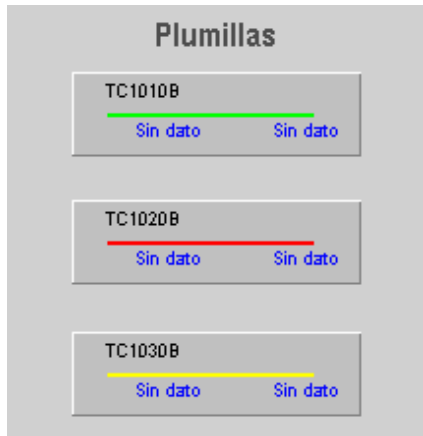 Plumillas
TC1010B
Sin dato Sin dato
TC1020B
Sin dato Sin dato
TC1030B
Sin dato Sin dato